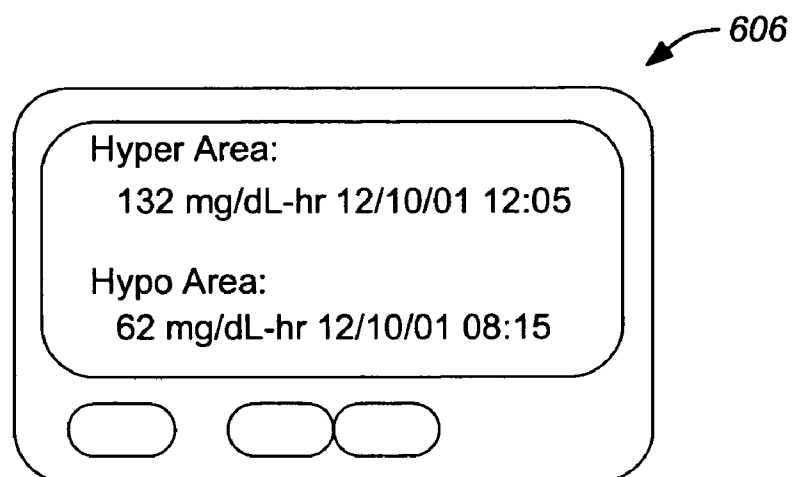 606
Hyper Area:
132 mg/dL-hr 12/10/01 12:05
Hypo Area:
62 mg/dL-hr 12/10/01 08:15